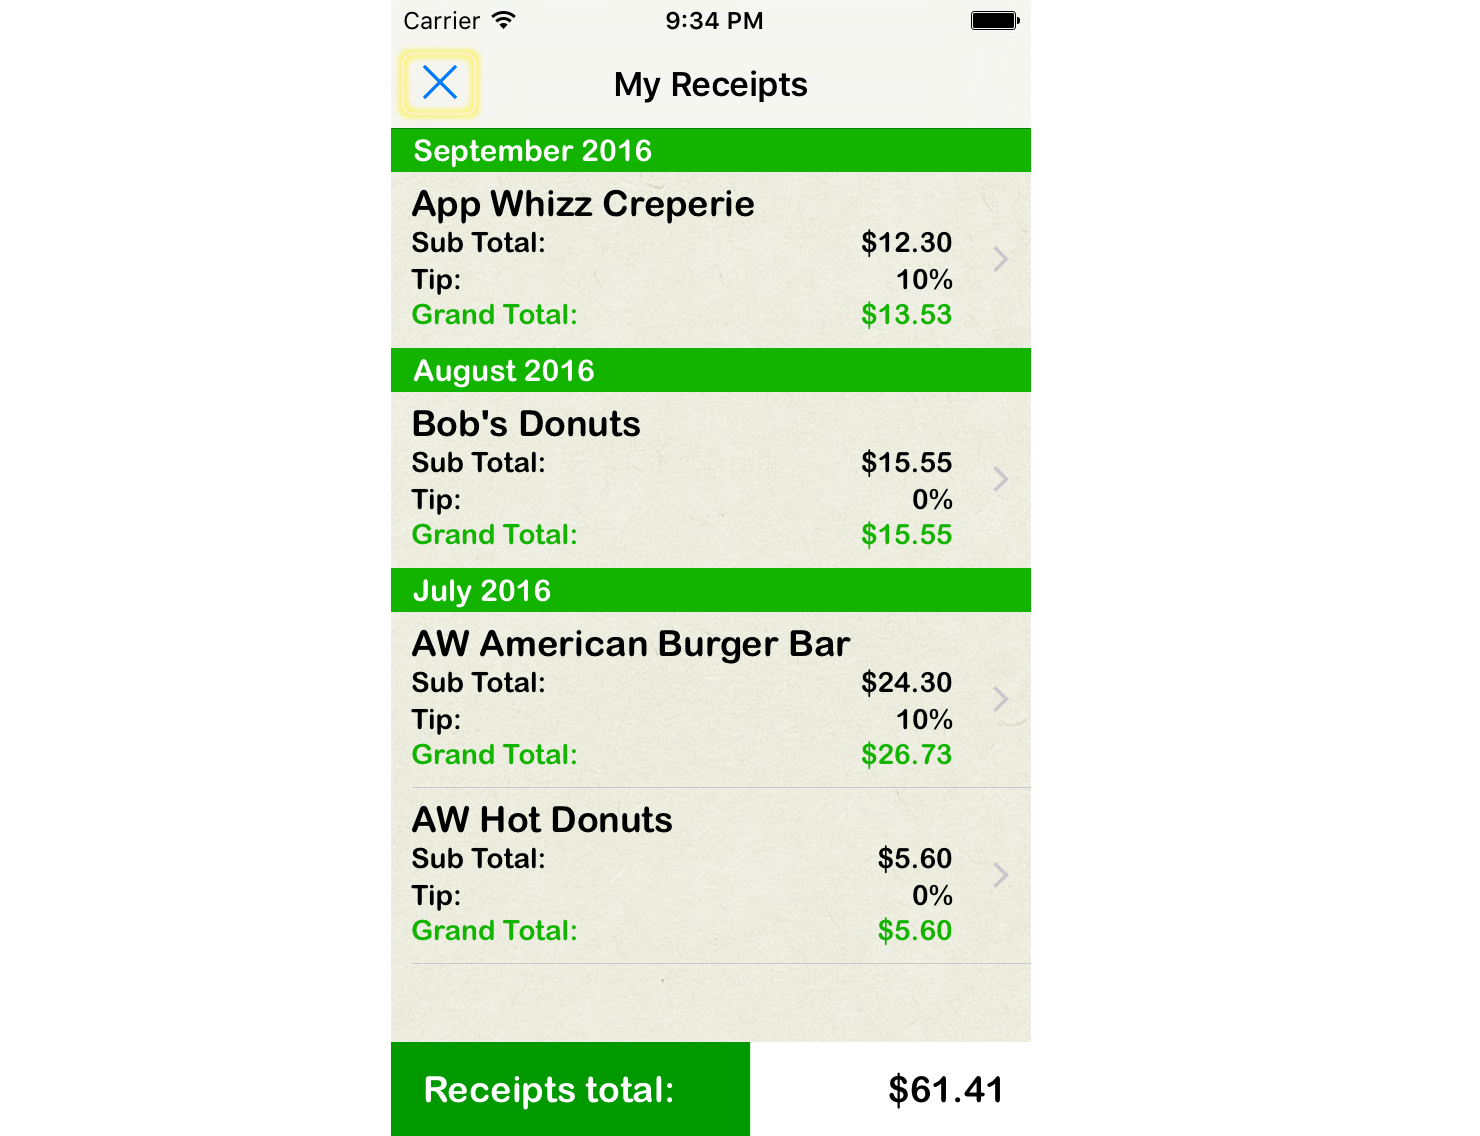 Carrier 9:34 PM
My Receipts
September 2016
App Whizz Creperie
Sub Total: $12.30
Tip: 10%
Grand Total: $13.53
August 2016
Bob's Donuts
Sub Total: $15.55
Tip: 0%
Grand Total: $15.55
July 2016
AW American Burger Bar
Sub Total: $24.30
Tip: 10%
Grand Total: $26.73
AW Hot Donuts
Sub Total: $5.60
Tip: 0%
Grand Total: $5.60
Receipts total: $61.41